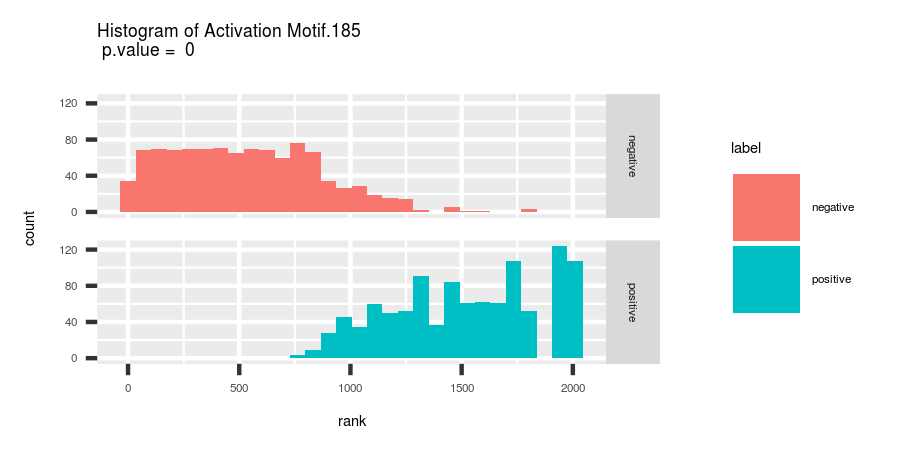 Histogram of Activation Motif.185
p.value = 0
count
120
80
40
0
negative
120
80
40
0
positive
0 500 1000 1500 2000
rank
label
negative
positive